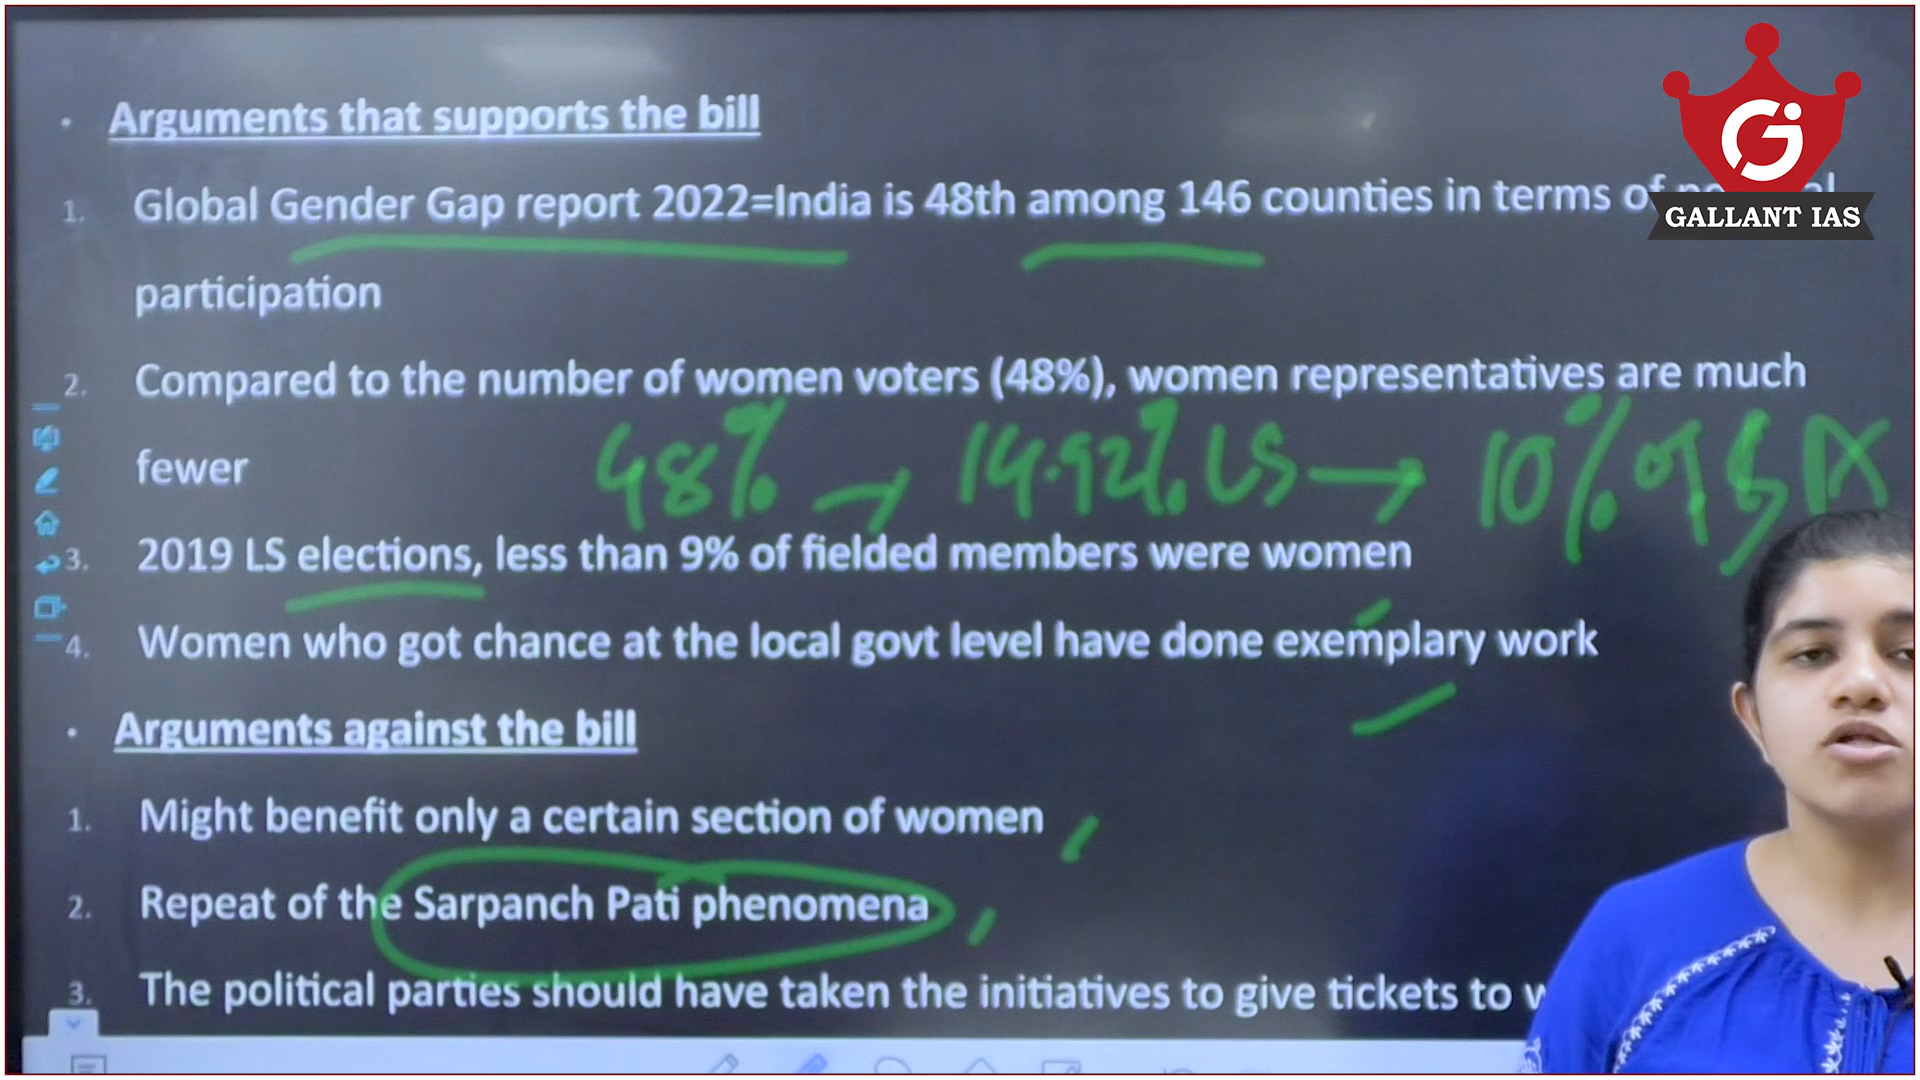 Arguments that supports the bill
1. Global Gender Gap report 2022=India is 48th among 146 counties in terms of
GALLANT IAS
participation
2. Compared to the number of women voters (48%), women representatives are much
fewer
48% → 14.92% LS → 10% of
3. 2019 LS elections, less than 9% of fielded members were women
4. Women who got chance at the local govt level have done exemplary work
Arguments against the bill
1. Might benefit only a certain section of women
2. Repeat of the Sarpanch Pati phenomena
3. The political parties should have taken the initiatives to give tickets to